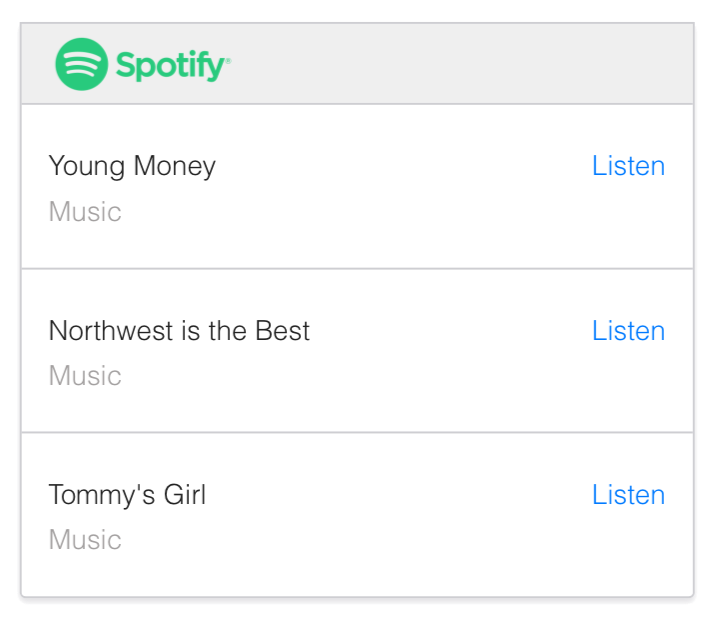 Spotify®
Young Money
Listen
Music
Northwest is the Best
Listen
Music
Tommy's Girl
Listen
Music